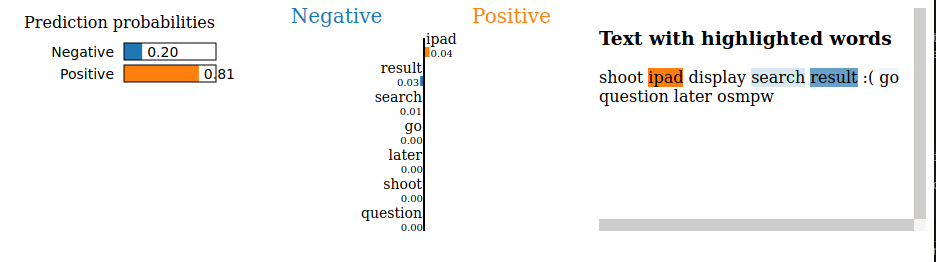 Prediction probabilities
Negative 0.20
Positive 0.81
Negative Positive
ipad
0.04
result
0.03
search
0.01
go
0.00
later
0.00
shoot
0.00
question
0.00
Text with highlighted words
shoot ipad display search result :( go
question later osmpw